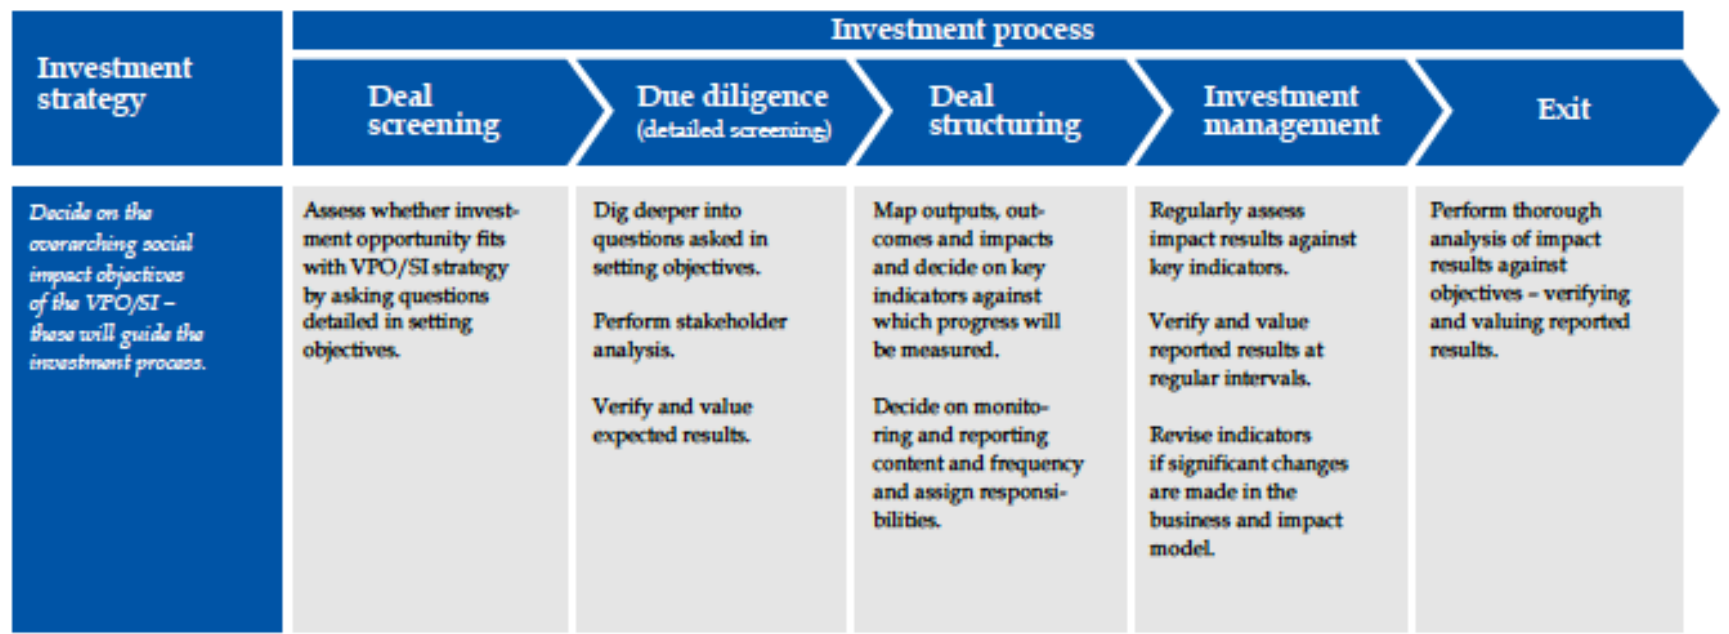 Investment process
Investment
strategy
Deal
screening
Due diligence
(detailed screening)
Deal
structuring
Investment
management
Exit
Decide on the
overarching social
impact objectives
of the VPO/SI –
these will guide the
investment process.
Assess whether invest-
ment opportunity fits
with VPO/SI strategy
by asking questions
detailed in setting
objectives.
Dig deeper into
questions asked in
setting objectives.
Perform stakeholder
analysis.
Verify and value
expected results.
Map outputs, out-
comes and impacts
and decide on key
indicators against
which progress will
be measured.
Decide on monito-
ring and reporting
content and frequency
and assign responsi-
bilities.
Regularly assess
impact results against
key indicators.
Verify and value
reported results at
regular intervals.
Revise indicators
if significant changes
are made in the
business and impact
model.
Perform thorough
analysis of impact
results against
objectives – verifying
and valuing reported
results.